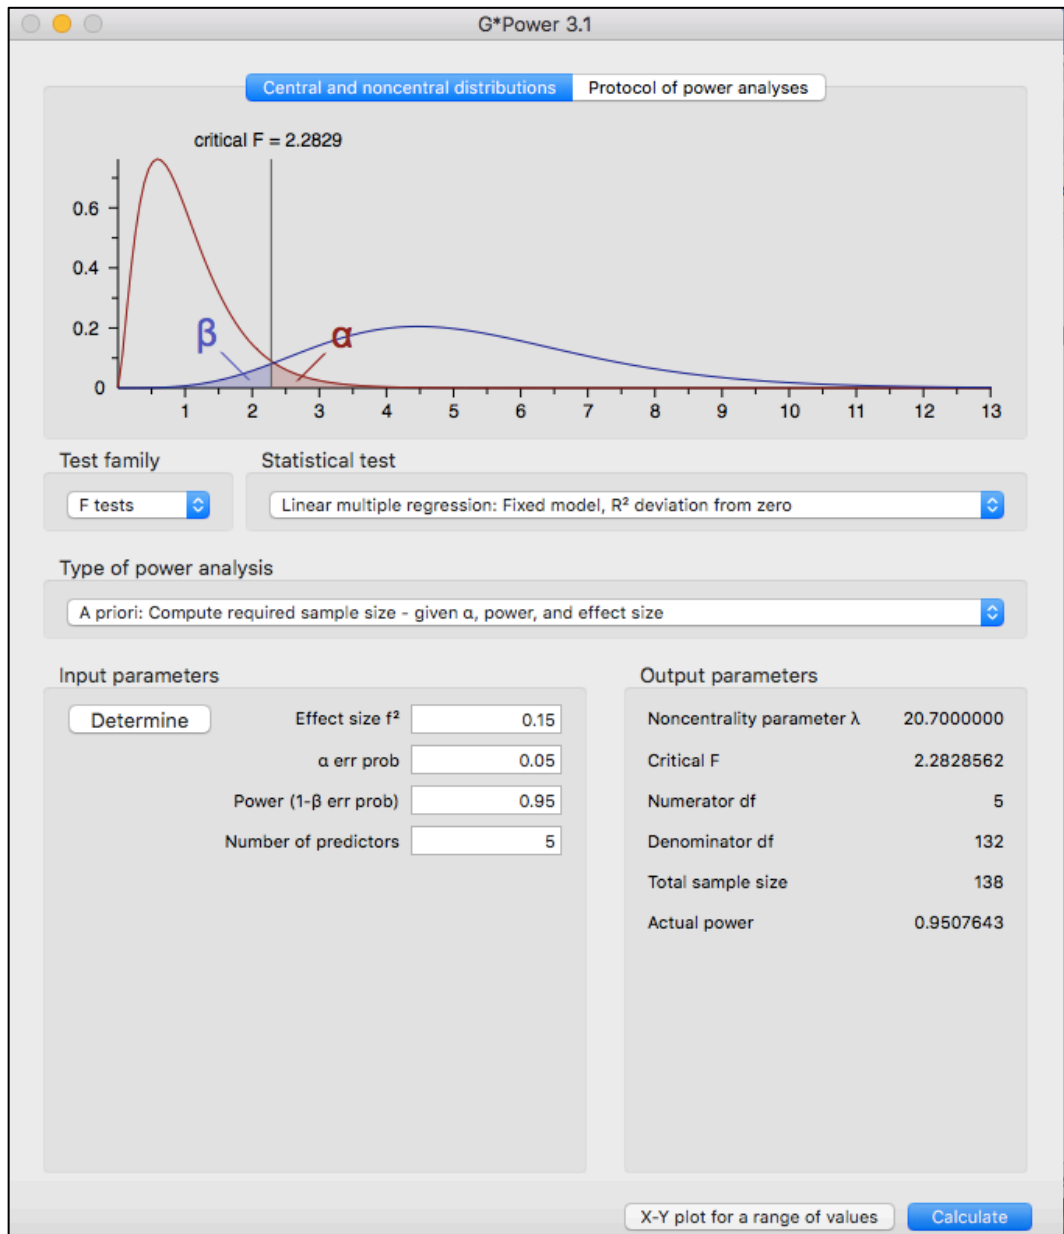 G*Power 3.1
Central and noncentral distributions Protocol of power analyses
critical F = 2.2829
0.6
0.4
0.2
0
β
α
1 2 3 4 5 6 7 8 9 10 11 12 13
Test family Statistical test
F tests Linear multiple regression: Fixed model, R² deviation from zero
Type of power analysis
A priori: Compute required sample size - given α, power, and effect size
Input parameters
Determine Effect size f² 0.15
α err prob 0.05
Power (1-β err prob) 0.95
Number of predictors 5
Output parameters
Noncentrality parameter λ 20.7000000
Critical F 2.2828562
Numerator df 5
Denominator df 132
Total sample size 138
Actual power 0.9507643
X-Y plot for a range of values Calculate